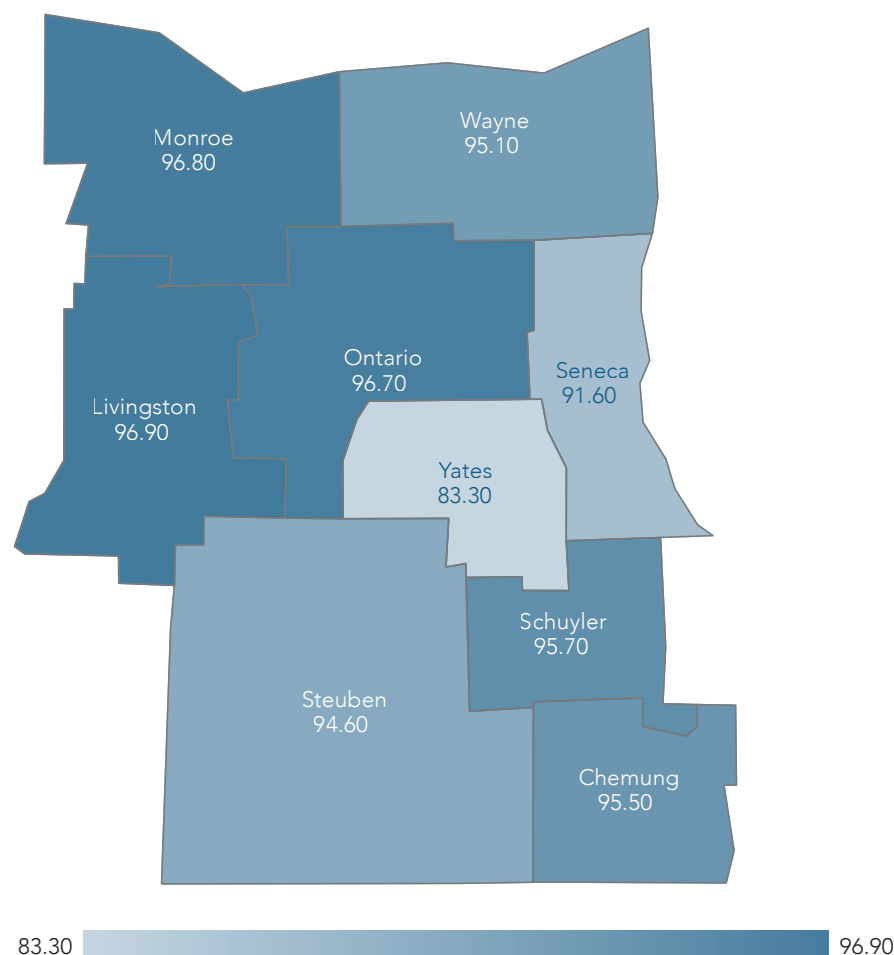 Monroe
96.80
Wayne
95.10
Ontario
96.70
Seneca
91.60
Livingston
96.90
Yates
83.30
Schuyler
95.70
Steuben
94.60
Chemung
95.50
83.30
96.90